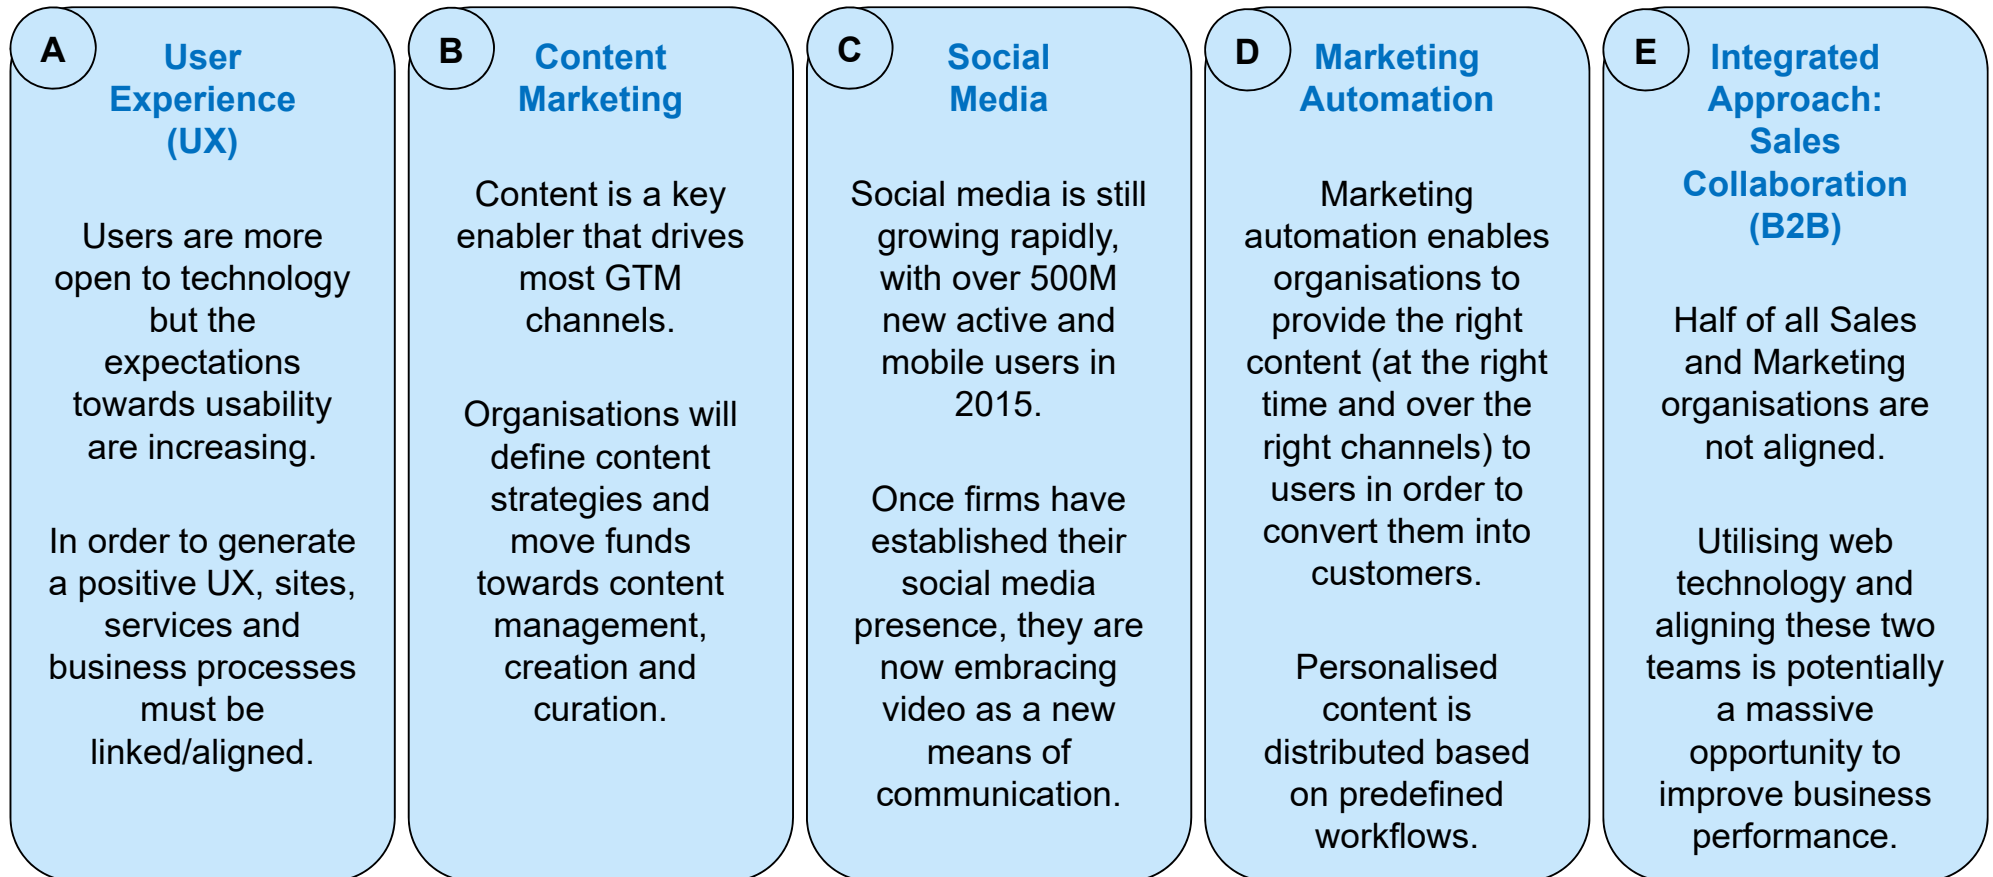 A
User
Experience
(UX)
Users are more
open to technology
but the
expectations
towards usability
are increasing.
In order to generate
a positive UX, sites,
services and
business processes
must be
linked/aligned.
B
Content
Marketing
Content is a key
enabler that drives
most GTM
channels.
Organisations will
define content
strategies and
move funds
towards content
management,
creation and
curation.
C
Social
Media
Social media is still
growing rapidly,
with over 500M
new active and
mobile users in
2015.
Once firms have
established their
social media
presence, they are
now embracing
video as a new
means of
communication.
D
Marketing
Automation
Marketing
automation enables
organisations to
provide the right
content (at the right
time and over the
right channels) to
users in order to
convert them into
customers.
Personalised
content is
distributed based
on predefined
workflows.
E
Integrated
Approach:
Sales
Collaboration
(B2B)
Half of all Sales
and Marketing
organisations are
not aligned.
Utilising web
technology and
aligning these two
teams is potentially
a massive
opportunity to
improve business
performance.